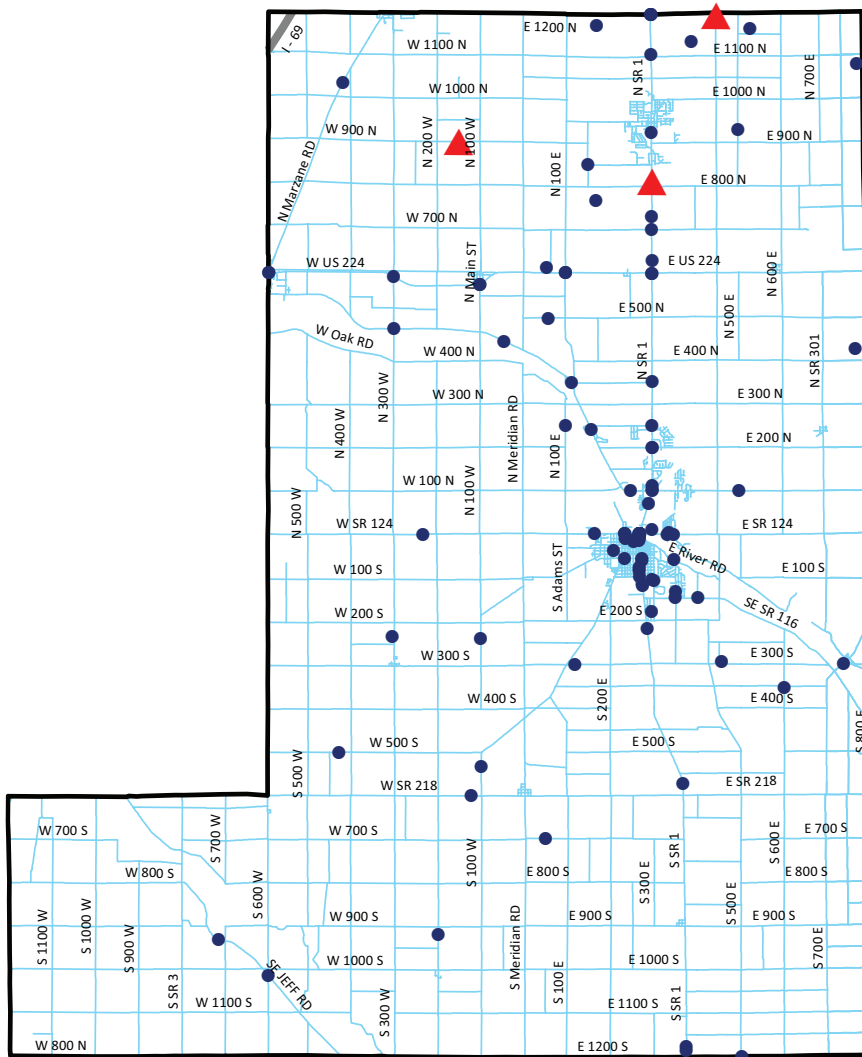 E 1200 N
I - 69
W 1100 N
E 1100 N
N SR 1
N 700 E
W 1000 N
E 1000 N
W 900 N
N 200 W
N 100 W
E 900 N
N Marzane RD
N 100 E
E 800 N
W 700 N
W US 224
N Main ST
E US 224
N 600 E
E 500 N
N 500 E
W Oak RD
W 400 N
N SR 1
E 400 N
N SR 301
N 300 W
W 300 N
N Meridian RD
E 300 N
N 400 W
N 100 E
E 200 N
W 100 N
N 100 W
N 500 W
W SR 124
E SR 124
E River RD
W 100 S
S Adams ST
E 100 S
W 200 S
E 200 S
SE SR 116
W 300 S
E 300 S
W 400 S
S 200 E
E 400 S
S 800 E
W 500 S
E 500 S
S 500 W
W SR 218
E SR 218
W 700 S
S 700 W
W 700 S
S 100 W
S SR 1
S 600 E
E 700 S
W 800 S
E 800 S
S 300 E
E 800 S
S 600 W
S 1100 W
S 1000 W
S 900 W
W 900 S
S Meridian RD
E 900 S
S 500 E
E 900 S
S 700 E
S SR 3
SE JEFF RD
W 1000 S
E 1000 S
W 1100 S
S 300 W
S 100 E
E 1100 S
S SR 1
W 800 N
E 1200 S